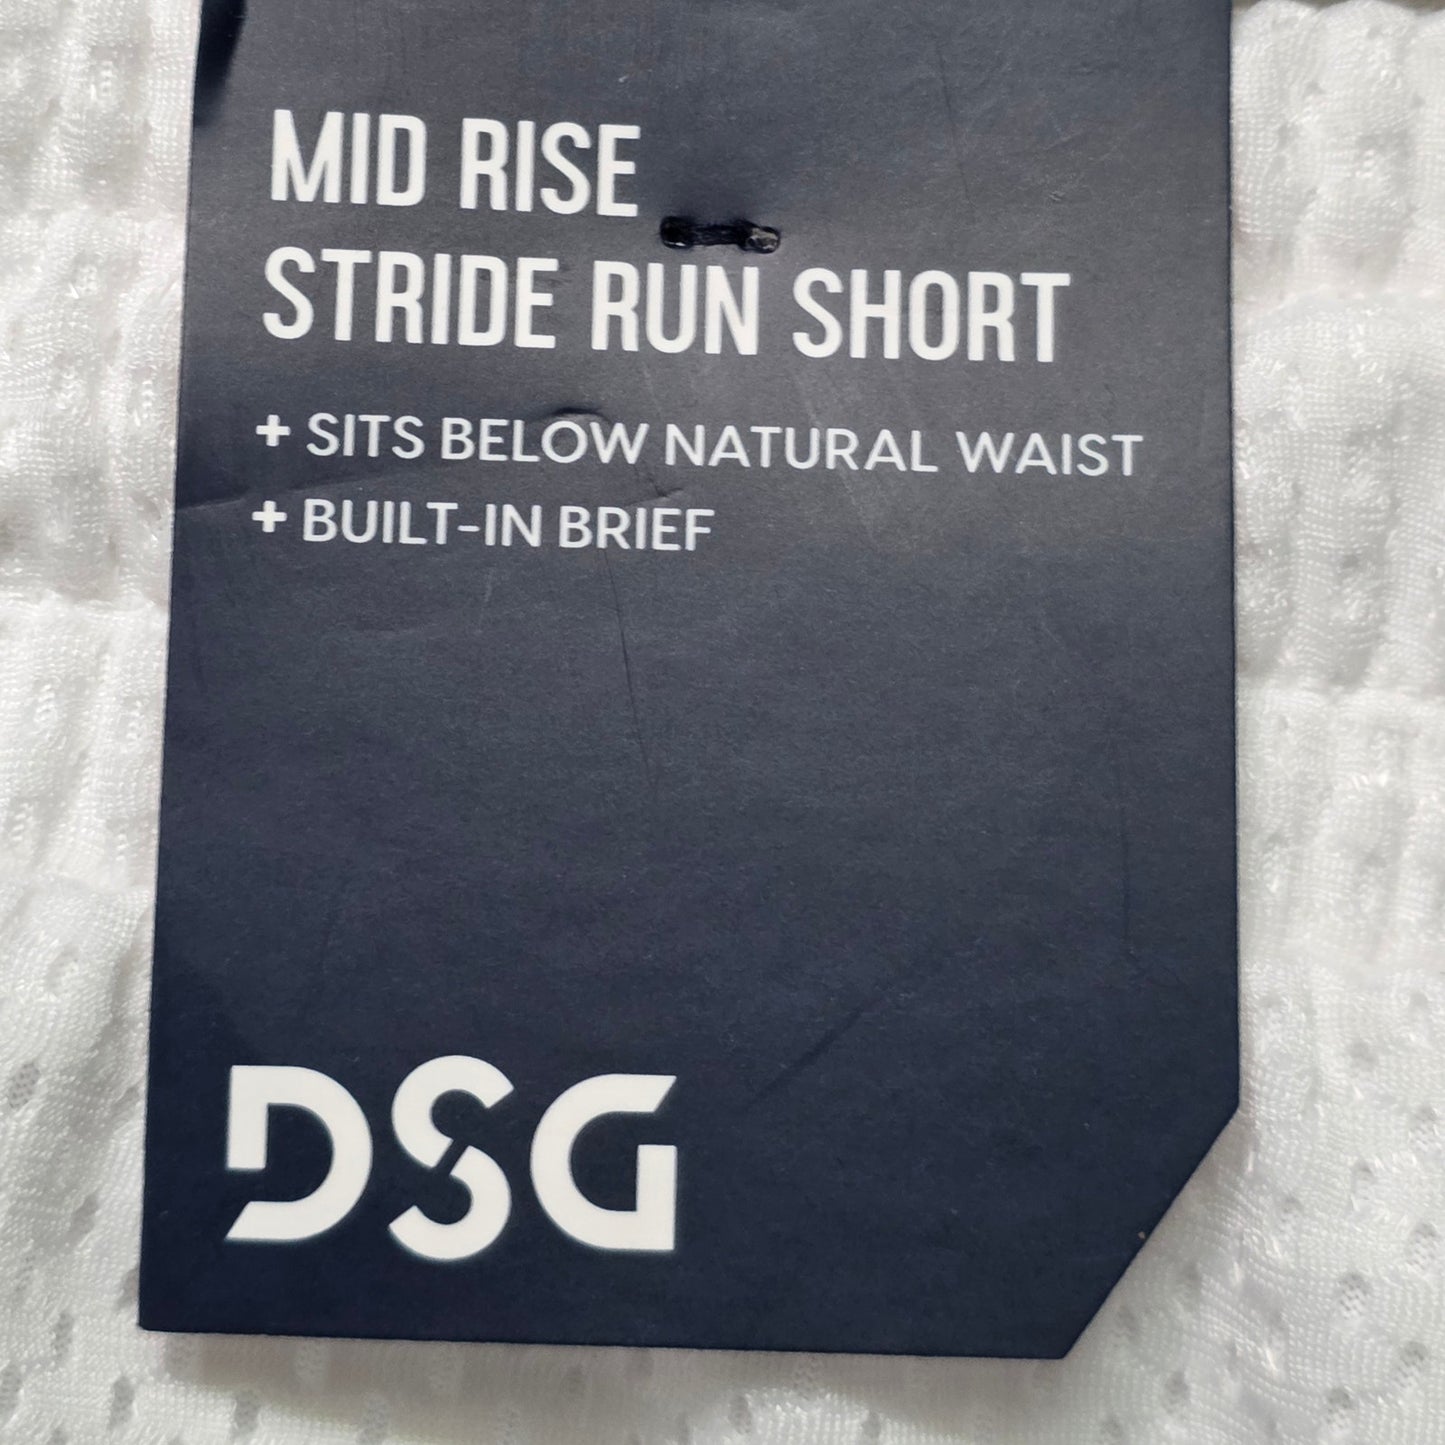 MID RISE
STRIDE RUN SHORT
+ SITS BELOW NATURAL WAIST
+ BUILT-IN BRIEF
DSG